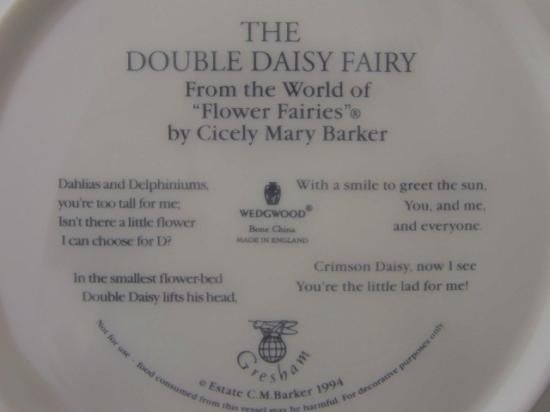 THE
DOUBLE DAISY FAIRY
From the World of
"Flower Fairies"®
by Cicely Mary Barker
Dahlias and Delphiniums,
you're too tall for me;
Isn't there a little flower
I can choose for D?
In the smallest flower-bed
Double Daisy lifts his head,
WEDGWOOD®
Bone China
MADE IN ENGLAND
With a smile to greet the sun,
You, and me,
and everyone.
Crimson Daisy, now I see
You're the little lad for me!
Gresham
© Estate C.M.Barker 1994
Not for use - food consumed from this vessel may be harmful. For decorative purposes only